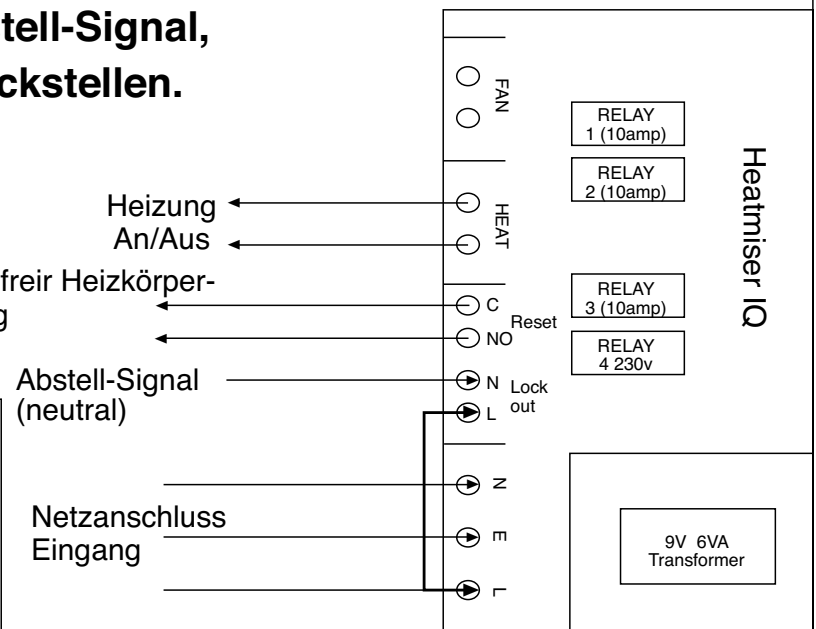 tell-Signal,
ckstellen.
FAN
RELAY
1 (10amp)
RELAY
2 (10amp)
Heatmiser IQ
Heizung
An/Aus
HEAT
freir Heizkörper-
g
C
NO
Reset
RELAY
3 (10amp)
RELAY
4 230v
Abstell-Signal
(neutral)
N
L
Lock
out
Netzanschluss
Eingang
N
E
L
9V 6VA
Transformer